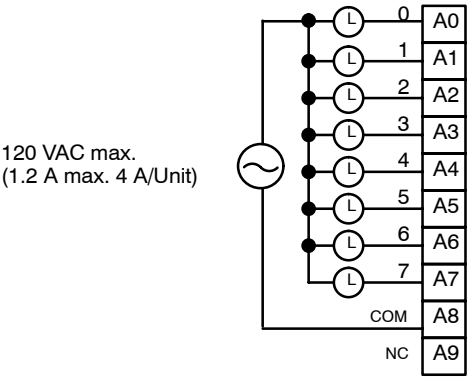 L 0 A0
L 1 A1
L 2 A2
L 3 A3
120 VAC max.
(1.2 A max. 4 A/Unit)
L 4 A4
L 5 A5
L 6 A6
L 7 A7
COM A8
NC A9